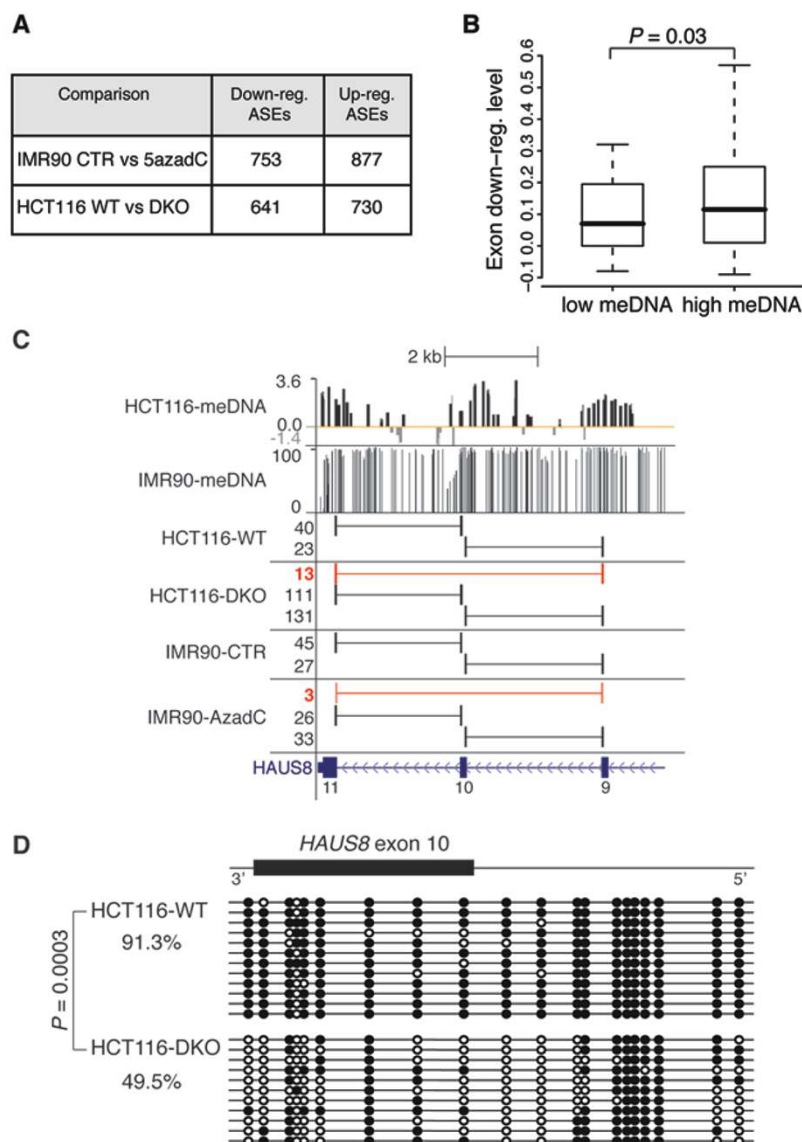 A
Comparison
Down-reg. ASEs
Up-reg. ASEs
IMR90 CTR vs 5azadC
753
877
HCT116 WT vs DKO
641
730
B
P = 0.03
Exon down-reg. level
0.6
0.5
0.4
0.3
0.2
0.1
0.0
-0.1
low meDNA
high meDNA
C
2 kb
HCT116-meDNA
3.6
0.0
-1.4
IMR90-meDNA
100
0
HCT116-WT
40
23
HCT116-DKO
13
111
131
IMR90-CTR
45
27
IMR90-AzadC
3
26
33
HAUS8
11
10
9
D
HAUS8 exon 10
3'
5'
P = 0.0003
HCT116-WT
91.3%
HCT116-DKO
49.5%